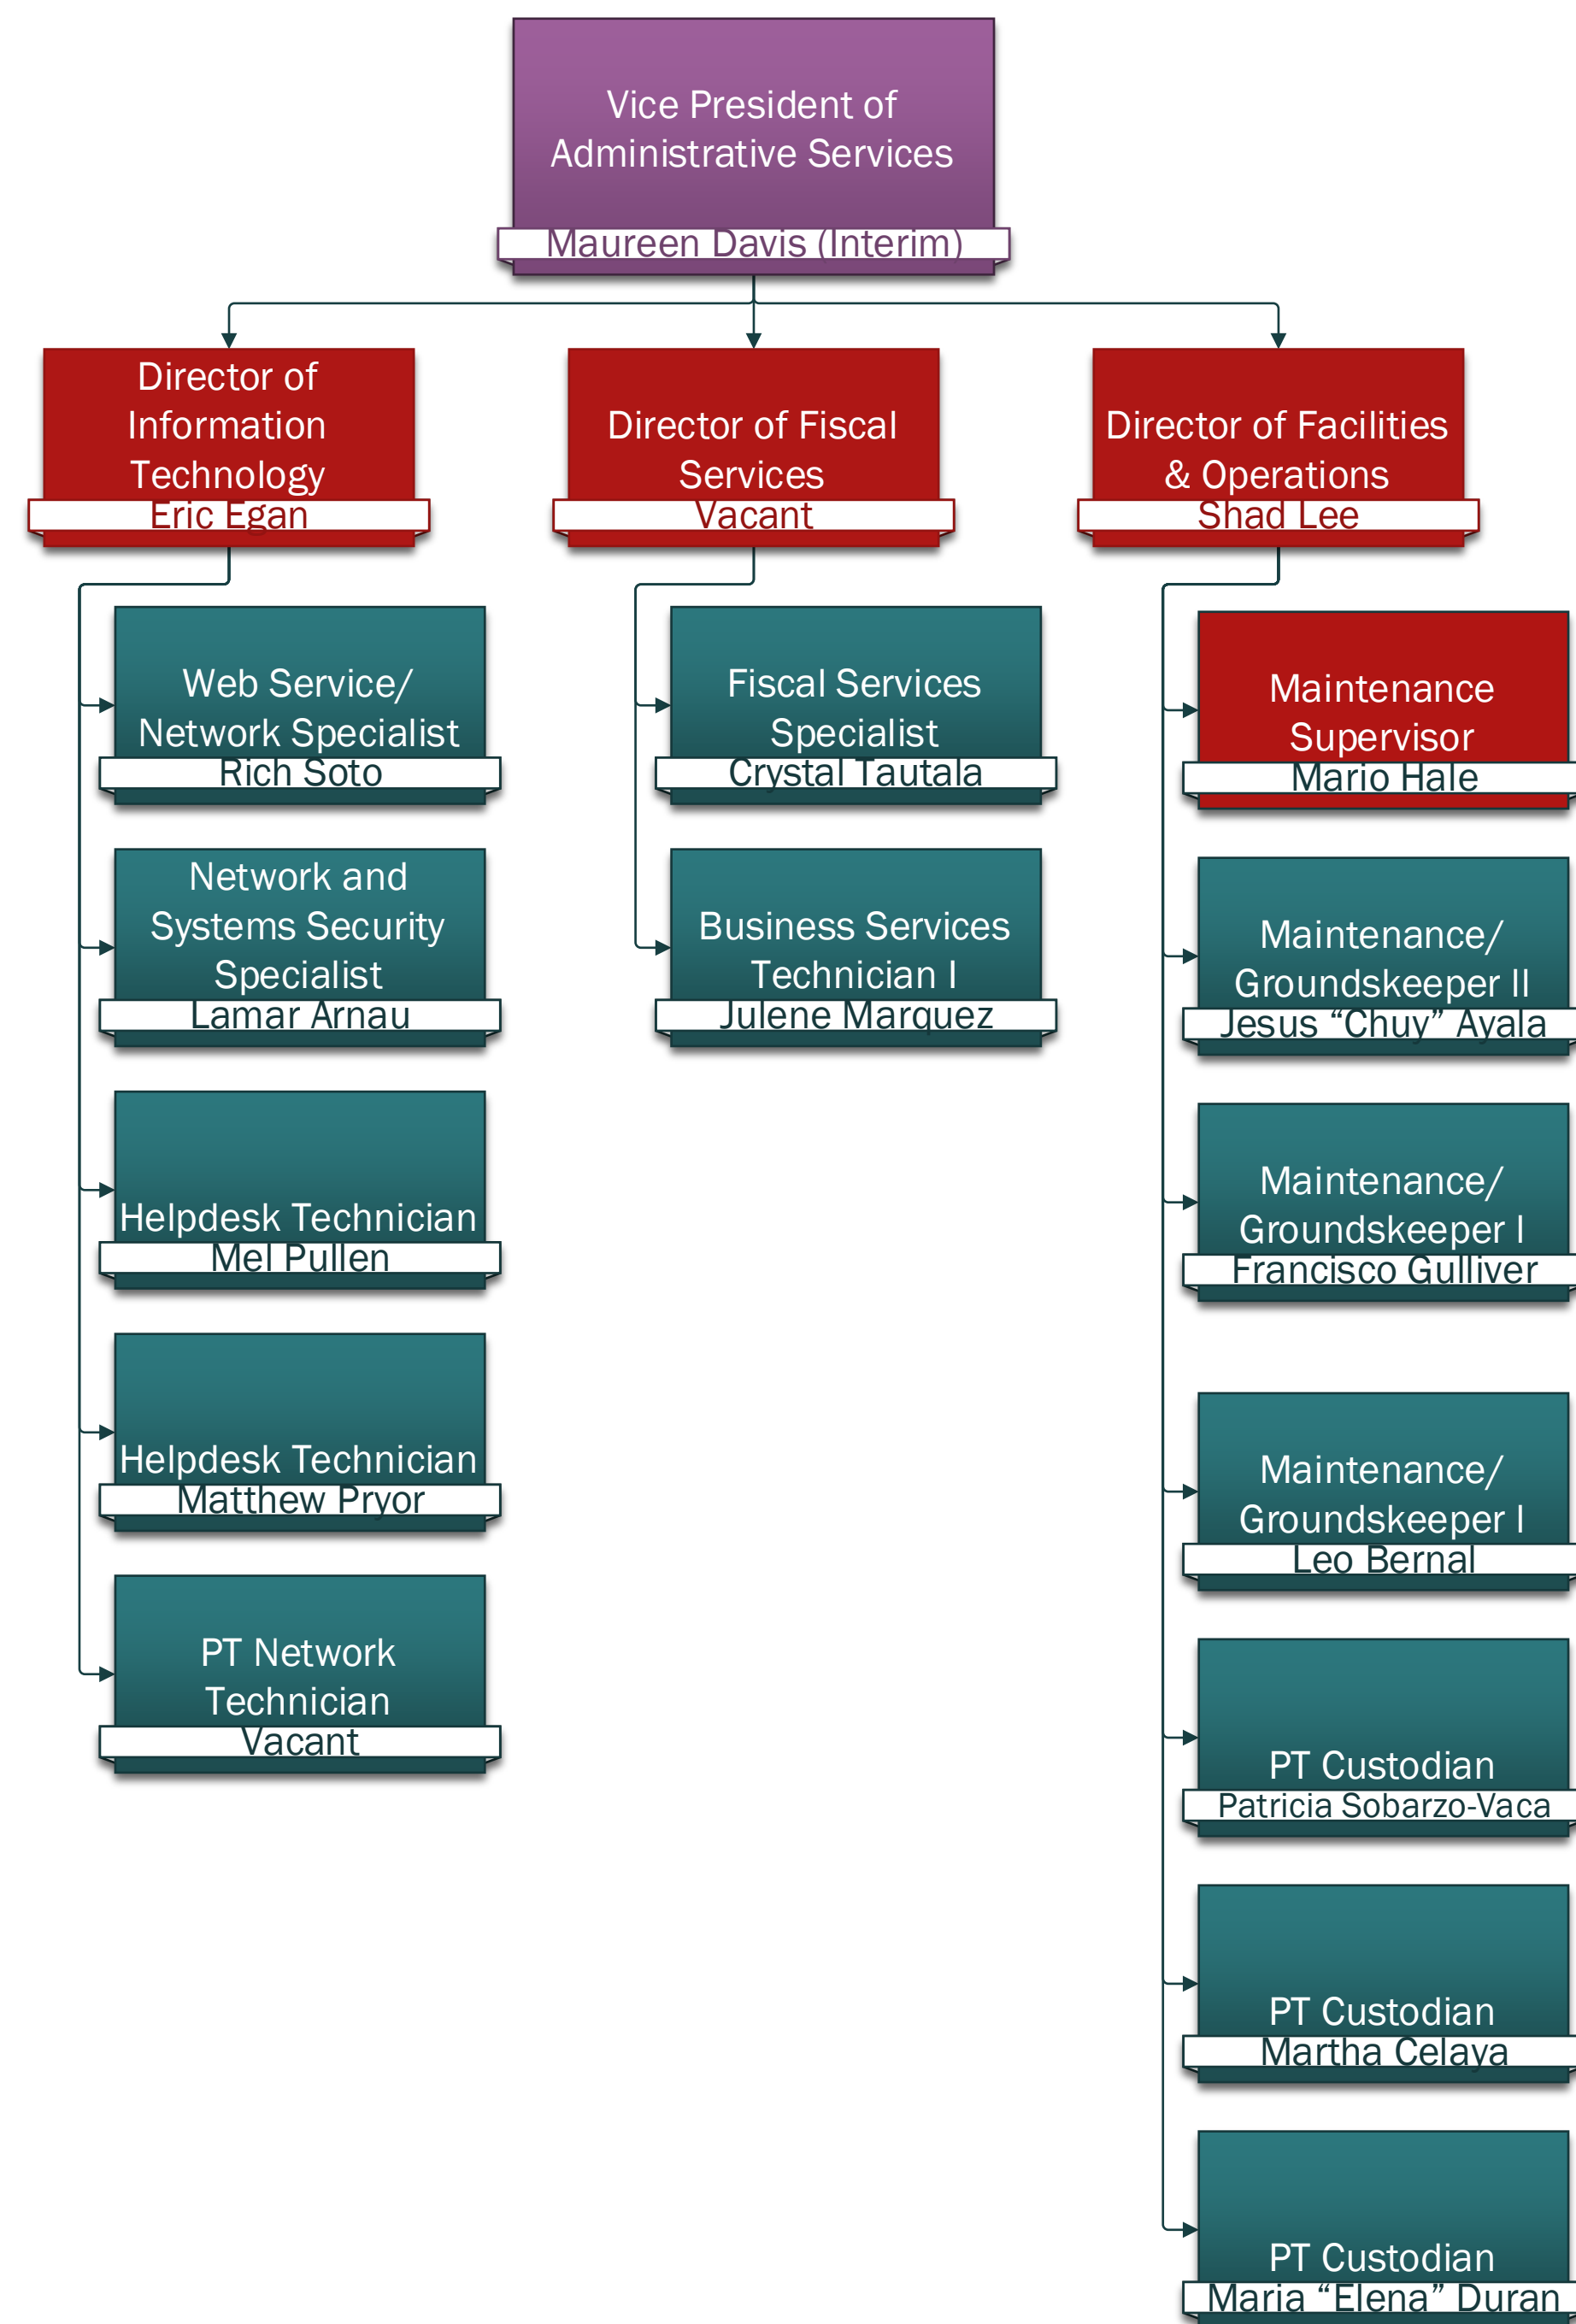 Vice President of
Administrative Services
Maureen Davis (Interim)
Director of
Information
Technology
Eric Egan
Director of Fiscal
Services
Vacant
Director of Facilities
& Operations
Shad Lee
Web Service/
Network Specialist
Rich Soto
Network and
Systems Security
Specialist
Lamar Arnau
Helpdesk Technician
Mel Pullen
Helpdesk Technician
Matthew Pryor
PT Network
Technician
Vacant
Fiscal Services
Specialist
Crystal Tautala
Business Services
Technician I
Julene Marquez
Maintenance
Supervisor
Mario Hale
Maintenance/
Groundskeeper II
Jesus “Chuy” Ayala
Maintenance/
Groundskeeper I
Francisco Gulliver
Maintenance/
Groundskeeper I
Leo Bernal
PT Custodian
Patricia Sobarzo-Vaca
PT Custodian
Martha Celaya
PT Custodian
Maria “Elena” Duran